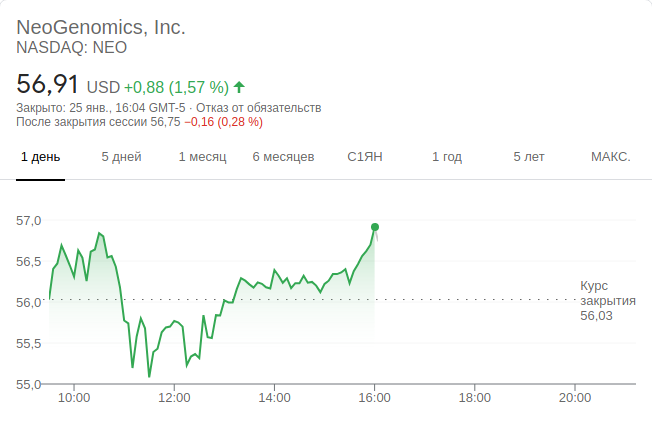 NeoGenomics, Inc.
NASDAQ: NEO
56,91 USD +0,88 (1,57 %)
Закрыто: 25 янв., 16:04 GMT-5 · Отказ от обязательств
После закрытия сессии 56,75 −0,16 (0,28 %)
1 день 5 дней 1 месяц 6 месяцев С1ЯН 1 год 5 лет МАКС.
57,0
56,5
56,0
55,5
55,0
Курс
закрытия
56,03
10:00 12:00 14:00 16:00 18:00 20:00